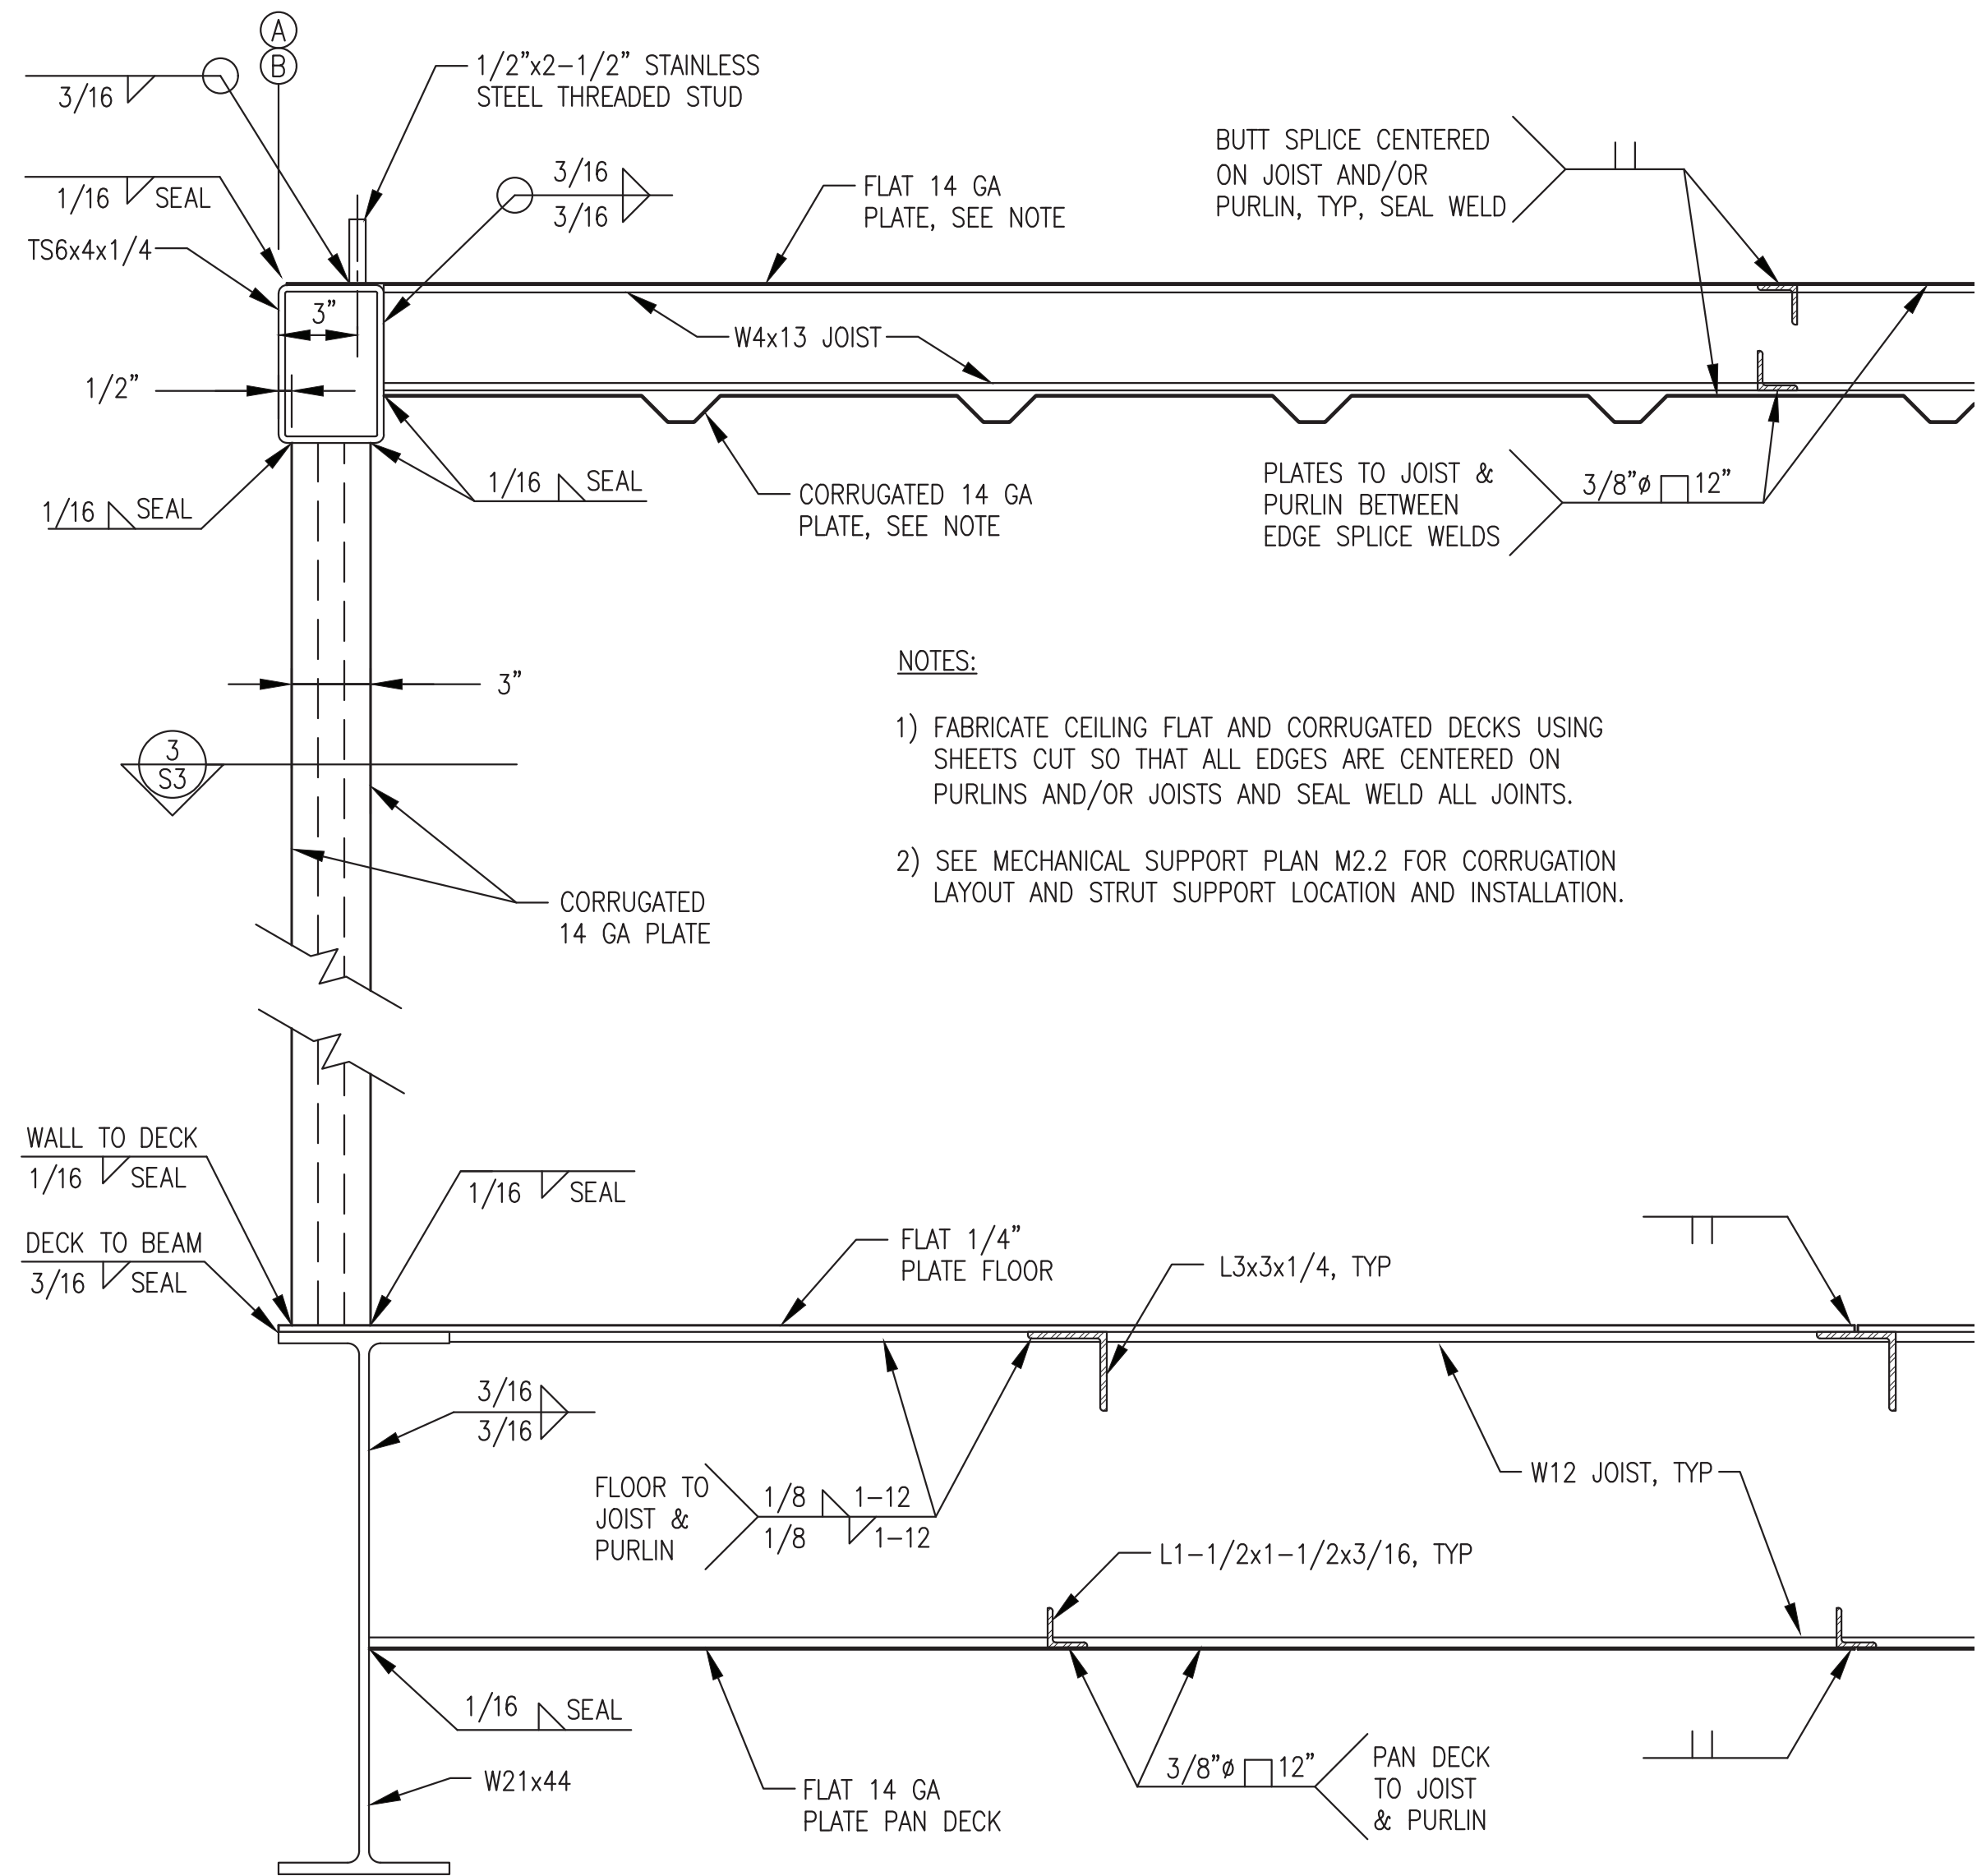 A
B
3/16
1/2”x2-1/2” STAINLESS
STEEL THREADED STUD
1/16 SEAL
3/16
3/16
FLAT 14 GA
PLATE, SEE NOTE
BUTT SPLICE CENTERED
ON JOIST AND/OR
PURLIN, TYP, SEAL WELD
TS6x4x1/4
3”
W4x13 JOIST
1/2”
1/16 SEAL
1/16 SEAL
CORRUGATED 14 GA
PLATE, SEE NOTE
PLATES TO JOIST &
PURLIN BETWEEN
EDGE SPLICE WELDS
3/8”ø 12”
3”
NOTES:
1) FABRICATE CEILING FLAT AND CORRUGATED DECKS USING
SHEETS CUT SO THAT ALL EDGES ARE CENTERED ON
PURLINS AND/OR JOISTS AND SEAL WELD ALL JOINTS.
2) SEE MECHANICAL SUPPORT PLAN M2.2 FOR CORRUGATION
LAYOUT AND STRUT SUPPORT LOCATION AND INSTALLATION.
3
S3
CORRUGATED
14 GA PLATE
WALL TO DECK
1/16 SEAL
1/16 SEAL
DECK TO BEAM
3/16 SEAL
FLAT 1/4”
PLATE FLOOR
L3x3x1/4, TYP
3/16
3/16
FLOOR TO
JOIST &
PURLIN
1/8 1-12
1/8 1-12
W12 JOIST, TYP
L1-1/2x1-1/2x3/16, TYP
1/16 SEAL
W21x44
FLAT 14 GA
PLATE PAN DECK
3/8”ø 12”
PAN DECK
TO JOIST
& PURLIN